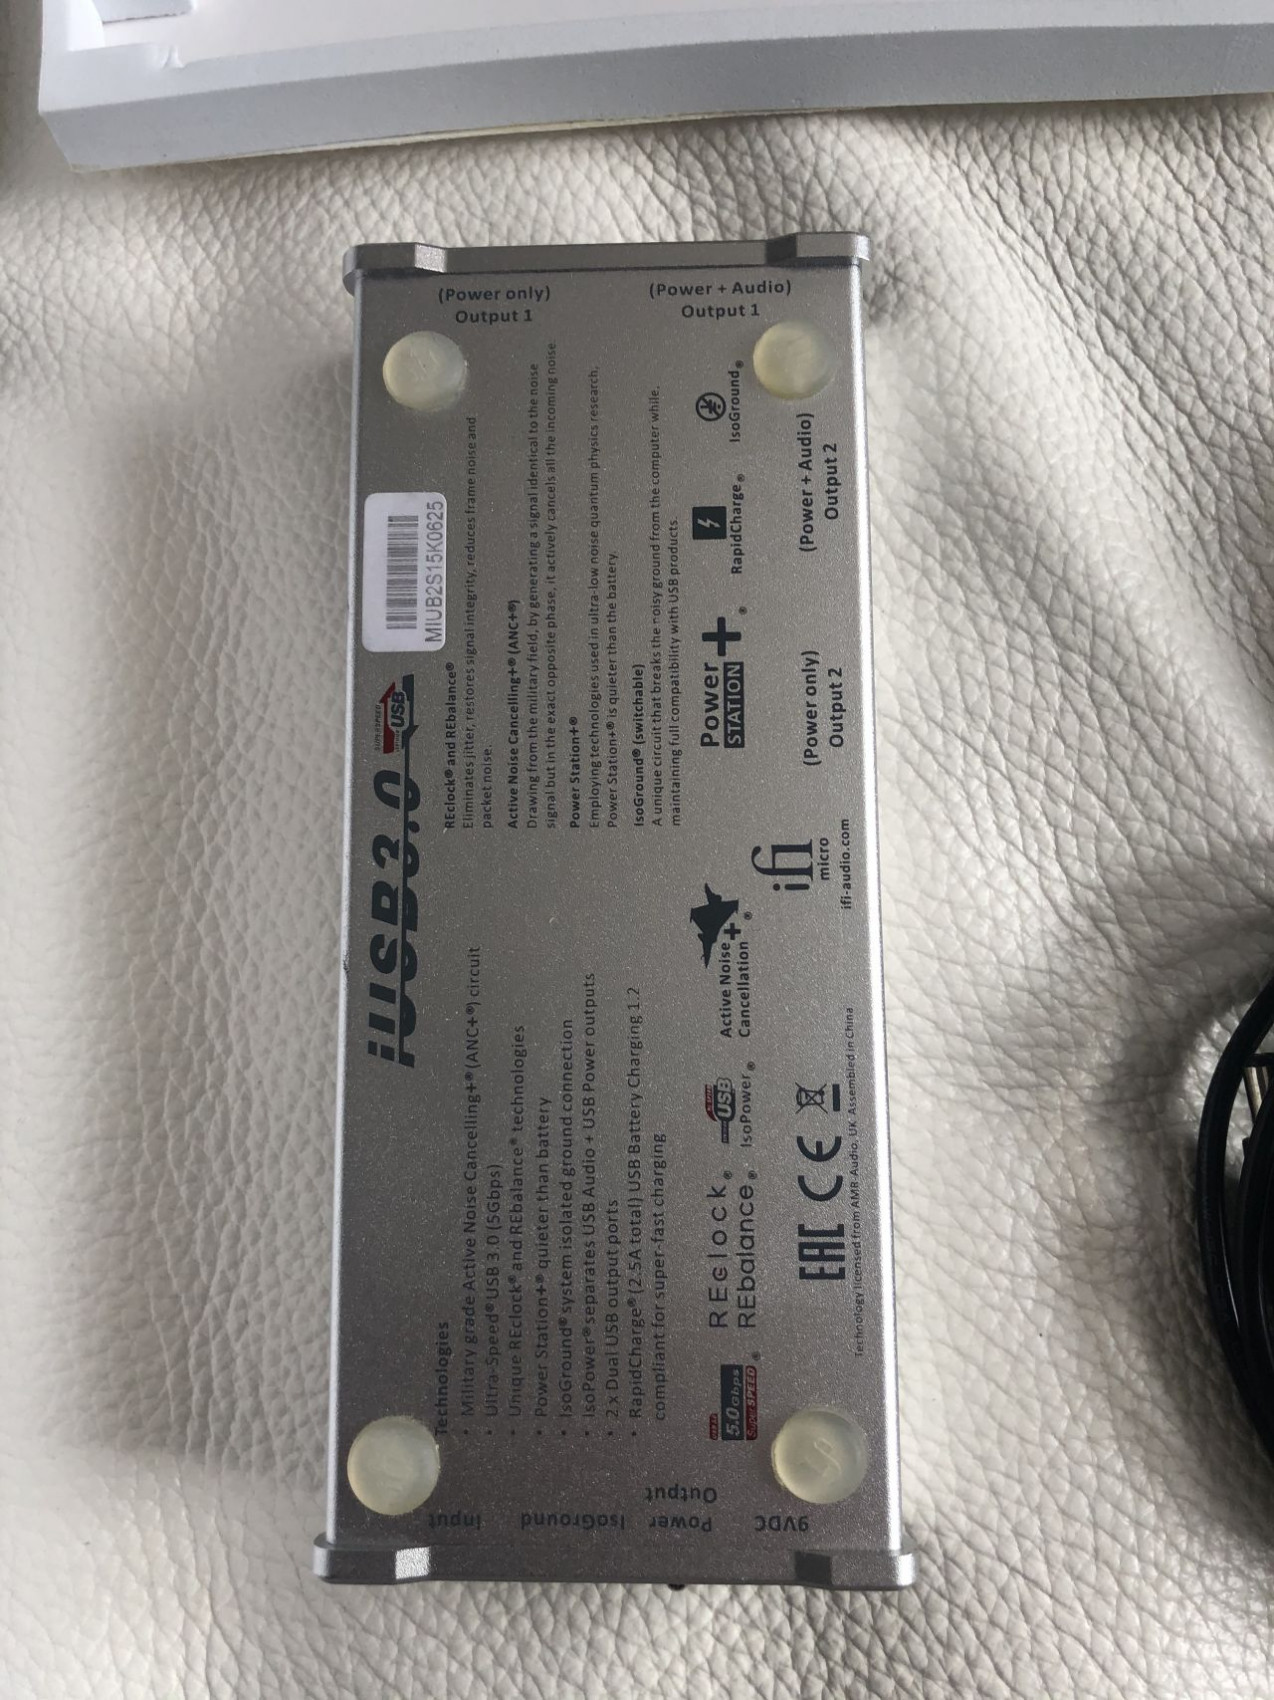 (Power only)
Output 1
(Power + Audio)
Output 1
MIUB2S15K0625
iUSB3.0
SUPERSPEED
USB
REclock® and REbalance®
Eliminates jitter, restores signal integrity, reduces frame noise and
packet noise.
Active Noise Cancelling+® (ANC+®)
Drawing from the military field, by generating a signal identical to the noise
signal but in the exact opposite phase, it actively cancels all the incoming noise
Power Station+®
Employing technologies used in ultra-low noise quantum physics research,
Power Station+® is quieter than the battery
IsoGround® (switchable)
A unique circuit that breaks the noisy ground from the computer while,
maintaining full compatibility with USB products.
Technologies
• Military grade Active Noise Cancelling+® (ANC+®) circuit
• Ultra-Speed® USB 3.0 (5Gbps)
• Unique REclock® and REbalance® technologies
• Power Station+® quieter than battery
• IsoGround® system isolated ground connection
• IsoPower® separates USB Audio + USB Power outputs
• 2 x Dual USB output ports
• RapidCharge® (2.5A total) USB Battery Charging 1.2
compliant for super-fast charging
5.0Gbps
SuperSPEED
®
REclock®
REbalance®
USB
IsoPower®
Active Noise +
Cancellation ®
Power +
STATION
®
RapidCharge®
IsoGround®
EAC CE
ifi
micro
ifi-audio.com
(Power only)
Output 2
(Power + Audio)
Output 2
Technology licensed from AMR-Audio, UK. Assembled in China
Input
IsoGround
Power
Output
9VDC